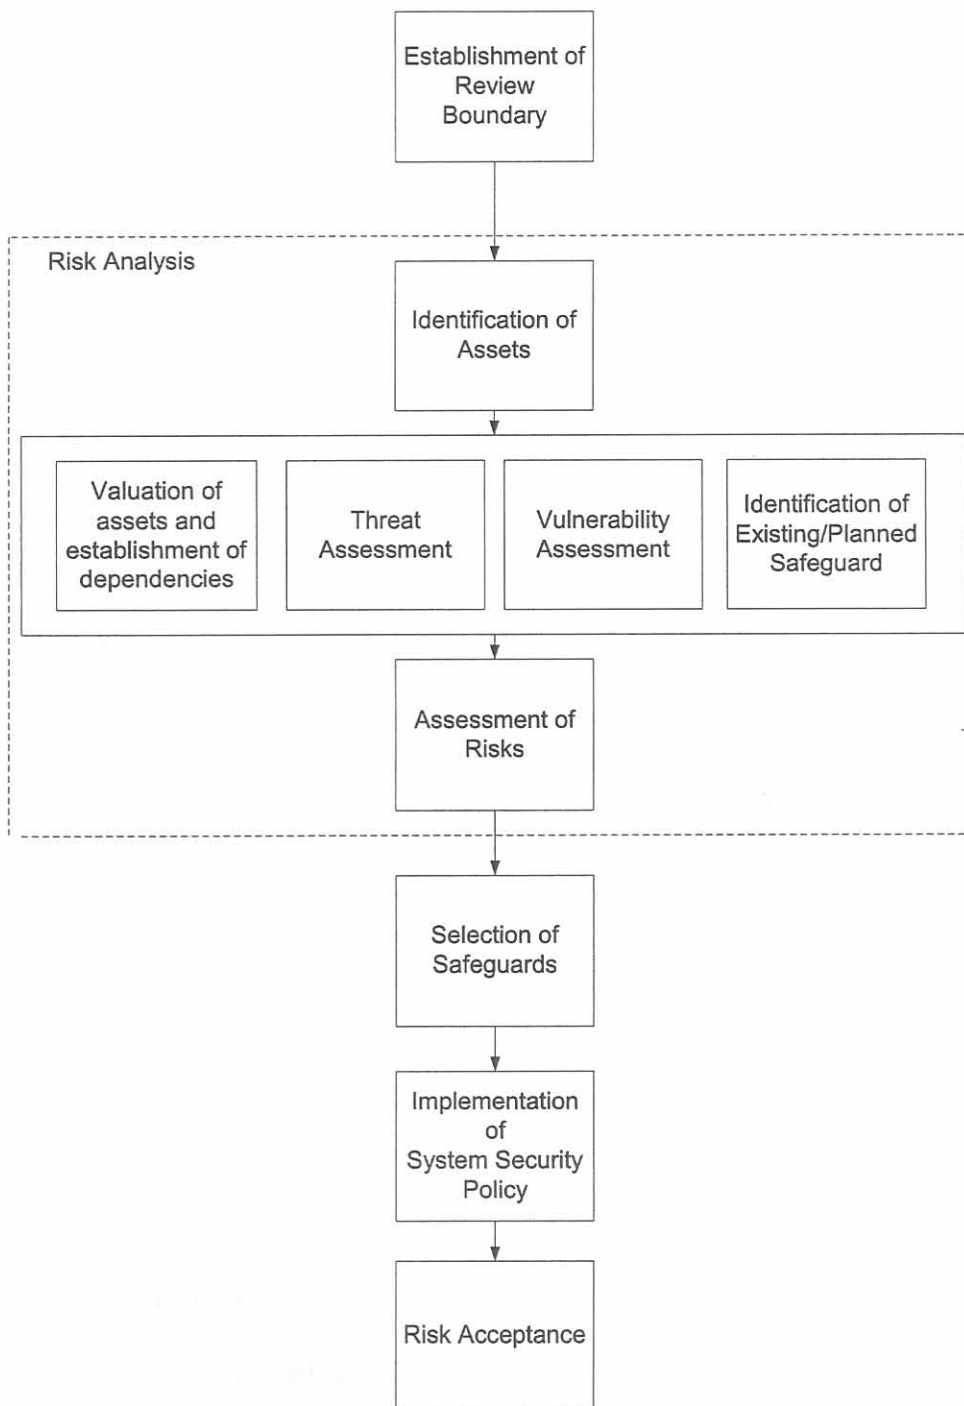 Establishment of
Review
Boundary
Risk Analysis
Identification of
Assets
Valuation of
assets and
establishment of
dependencies
Threat
Assessment
Vulnerability
Assessment
Identification of
Existing/Planned
Safeguard
Assessment of
Risks
Selection of
Safeguards
Implementation
of
System Security
Policy
Risk Acceptance